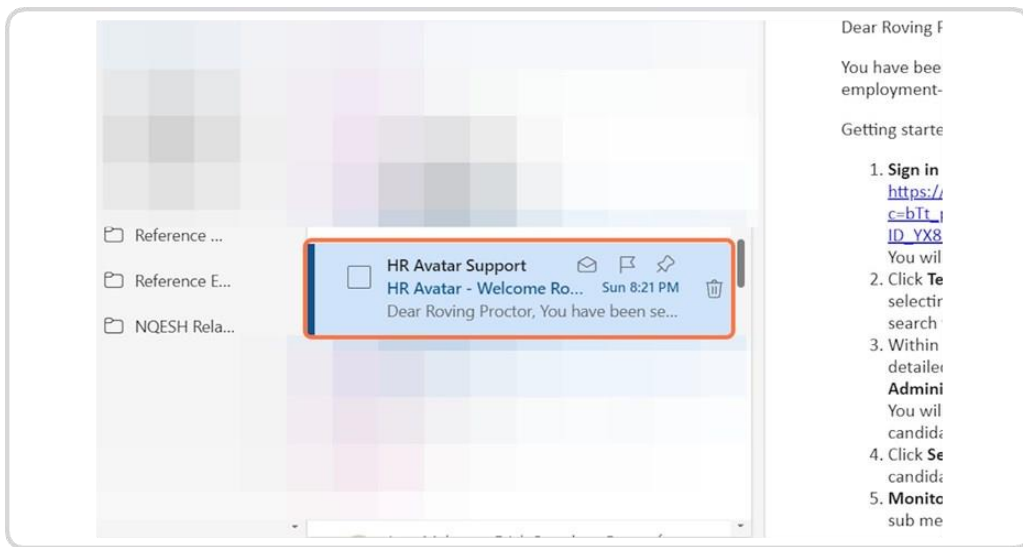 Reference ...
Reference E...
NQESH Rela...
HR Avatar Support
HR Avatar - Welcome Ro... Sun 8:21 PM
Dear Roving Proctor, You have been se...
Dear Roving
You have bee
employment-
Getting starte
1. Sign in
https://
c=bTt_
ID_YX8
You wil
2. Click Te
selectin
search
3. Within
detailed
Admini
You wil
candida
4. Click Se
candida
5. Monito
sub me